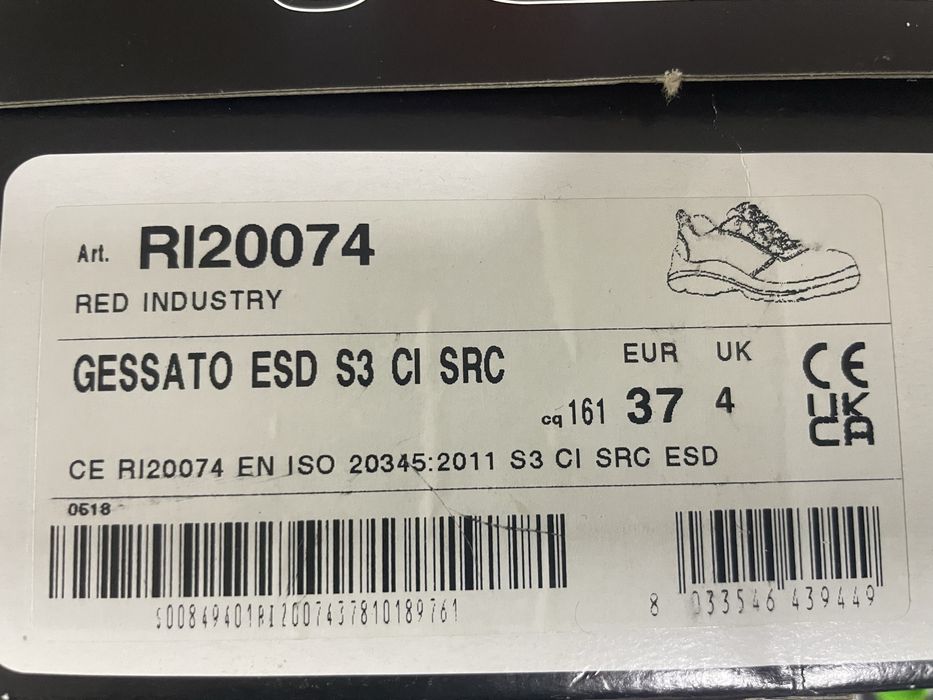 Art. RI20074
RED INDUSTRY
GESSATO ESD S3 CI SRC
EUR UK
cq 161 37 4
CE
UK
CA
CE RI20074 EN ISO 20345:2011 S3 CI SRC ESD
0618
S00849401RI2007437810189761
8 033546 439449